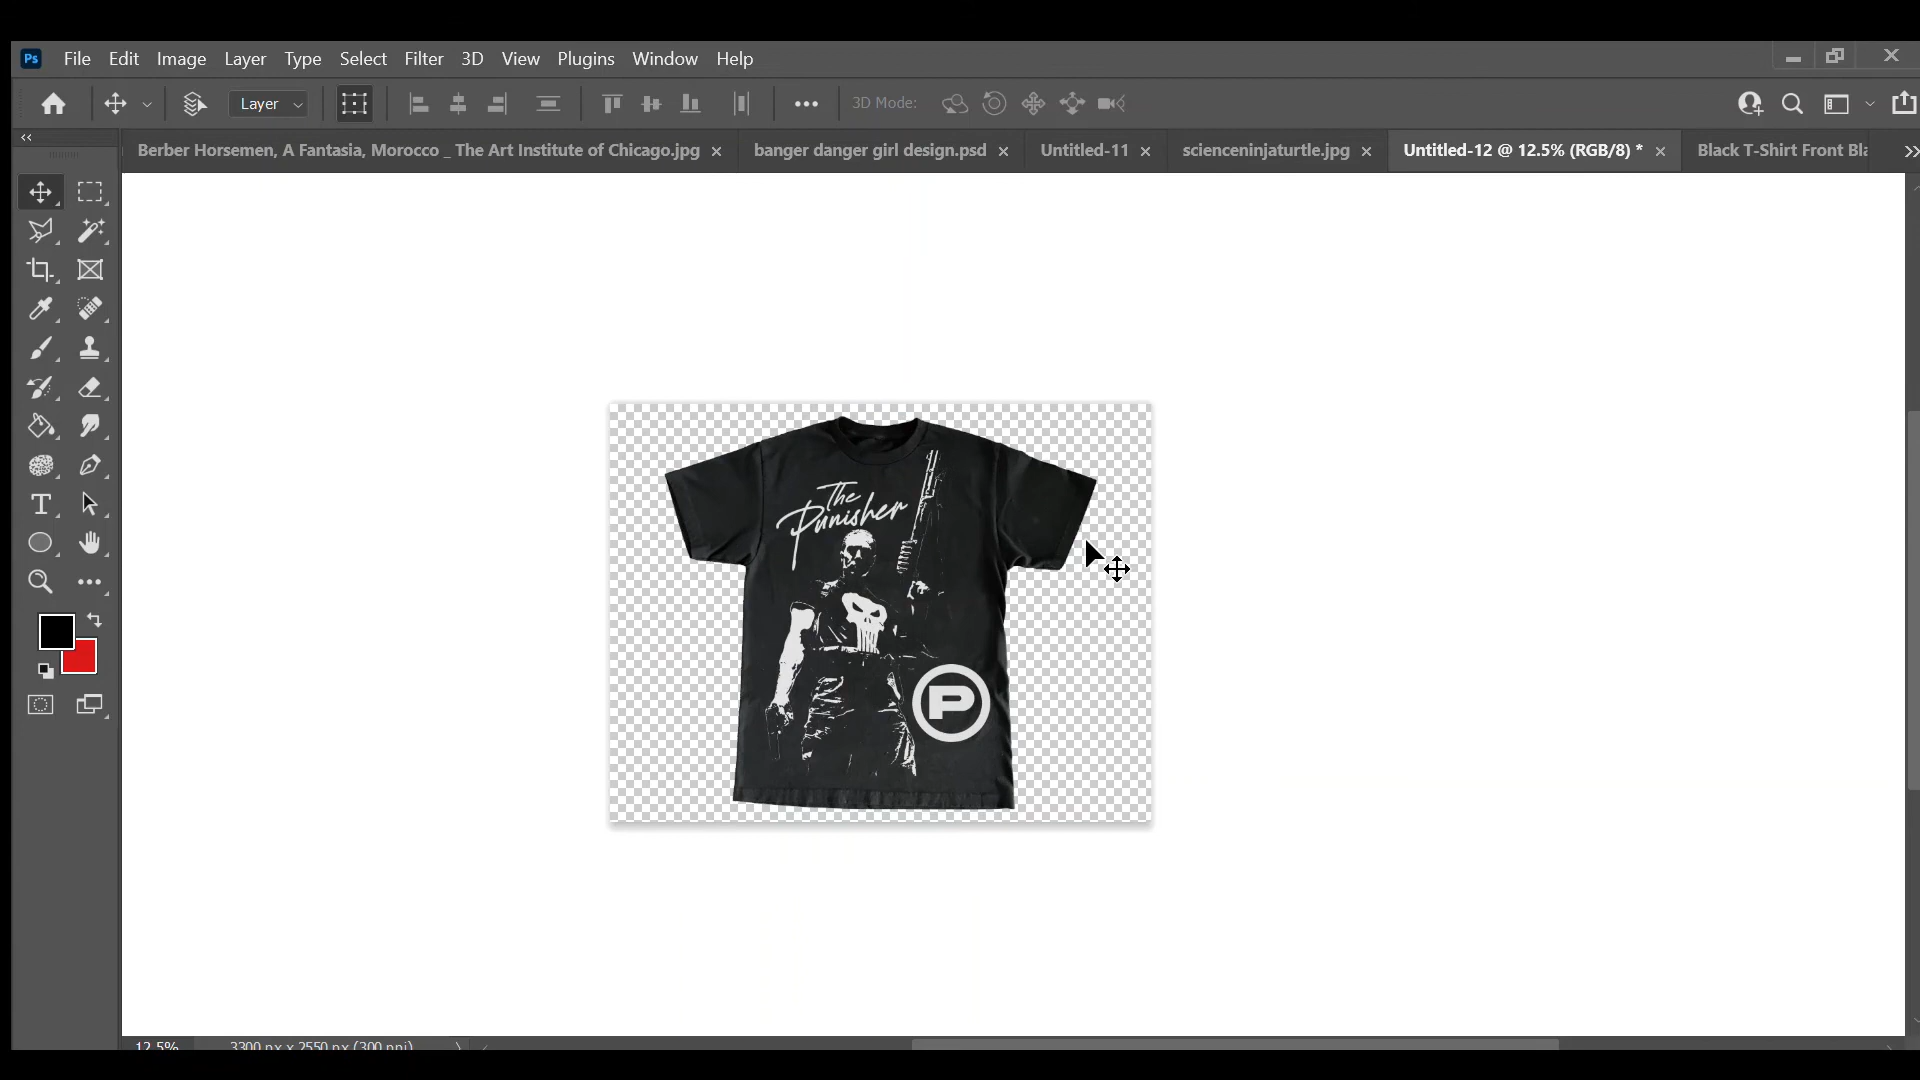 Ps File Edit Image Layer Type Select Filter 3D View Plugins Window Help
Layer 3D Mode:
Berber Horsemen, A Fantasia, Morocco _ The Art Institute of Chicago.jpg banger danger girl design.psd Untitled-11 scienceninjaturtle.jpg Untitled-12 @ 12.5% (RGB/8) * Black T-Shirt Front Bla
The
Punisher
P
12.5% 3300 px x 2550 px (300 ppi)